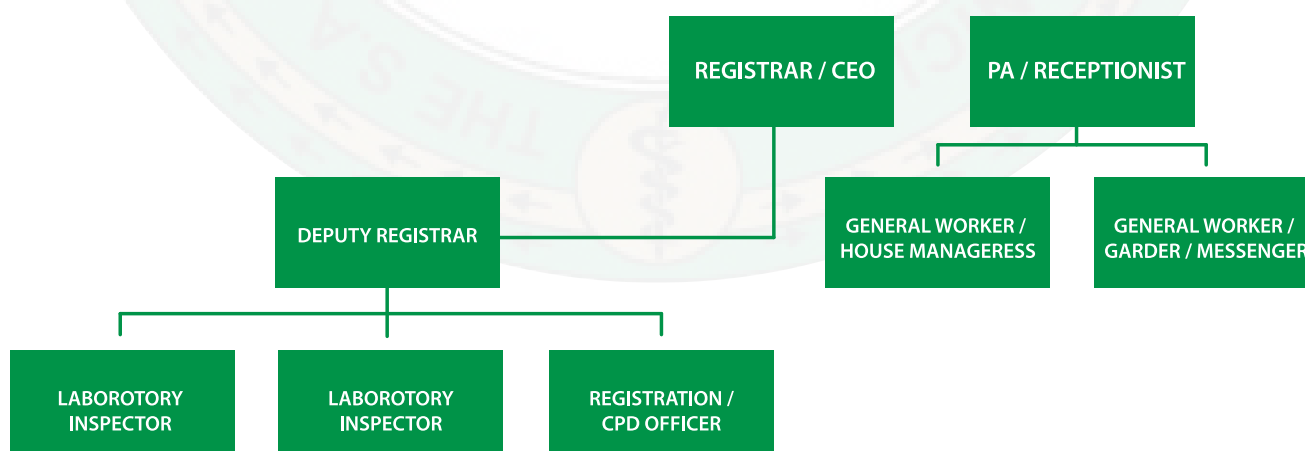 REGISTRAR / CEO
PA / RECEPTIONIST
DEPUTY REGISTRAR
GENERAL WORKER /
HOUSE MANAGERESS
GENERAL WORKER /
GARDER / MESSENGER
LABOROTORY
INSPECTOR
LABOROTORY
INSPECTOR
REGISTRATION /
CPD OFFICER
THE S.A.